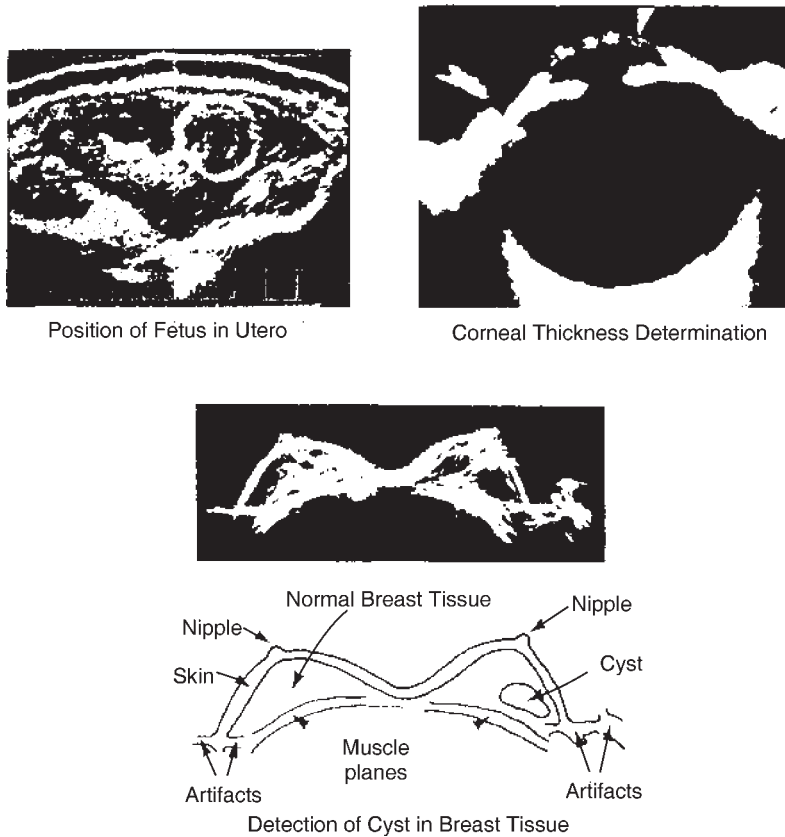 Position of Fetus in Utero
Corneal Thickness Determination
Normal Breast Tissue
Nipple
Nipple
Skin
Cyst
Muscle
planes
Artifacts
Artifacts
Detection of Cyst in Breast Tissue